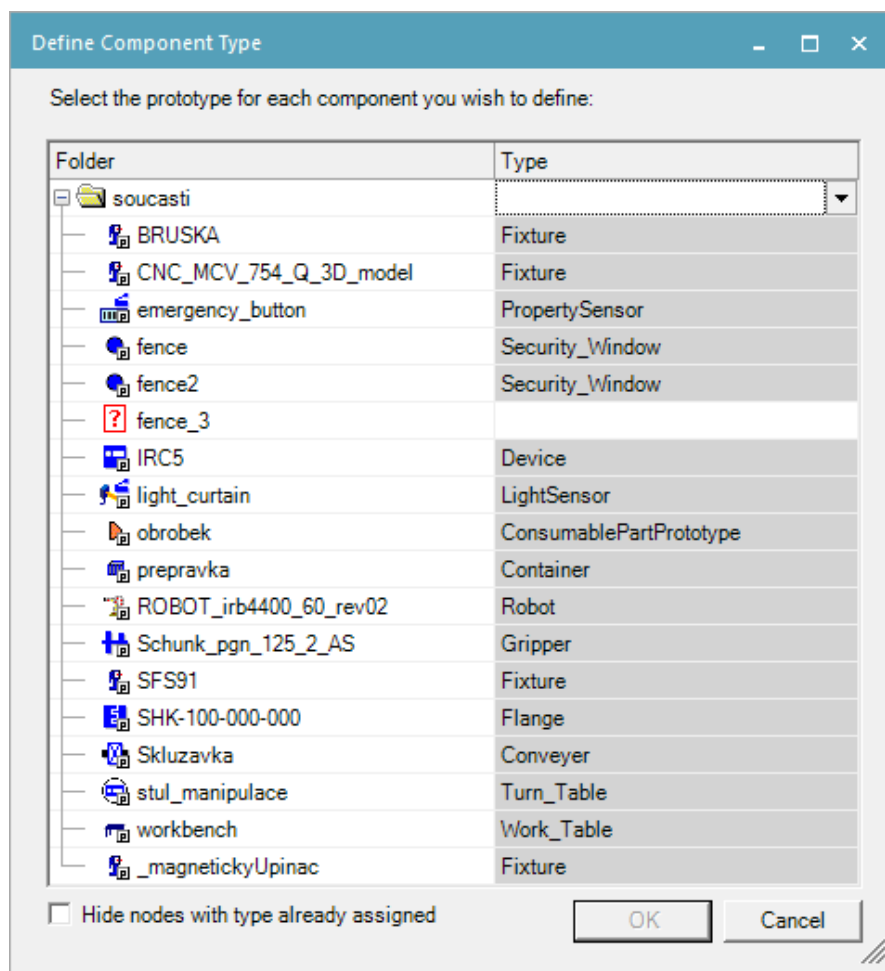 Define Component Type
Select the prototype for each component you wish to define:
Folder Type
soucasti
BRUSKA Fixture
CNC_MCV_754_Q_3D_model Fixture
emergency_button PropertySensor
fence Security_Window
fence2 Security_Window
? fence_3
IRC5 Device
light_curtain LightSensor
obrobek ConsumablePartPrototype
prepravka Container
ROBOT_irb4400_60_rev02 Robot
Schunk_pgn_125_2_AS Gripper
SFS91 Fixture
SHK-100-000-000 Flange
Skluzavka Conveyer
stul_manipulace Turn_Table
workbench Work_Table
_magnetickyUpinac Fixture
Hide nodes with type already assigned OK Cancel